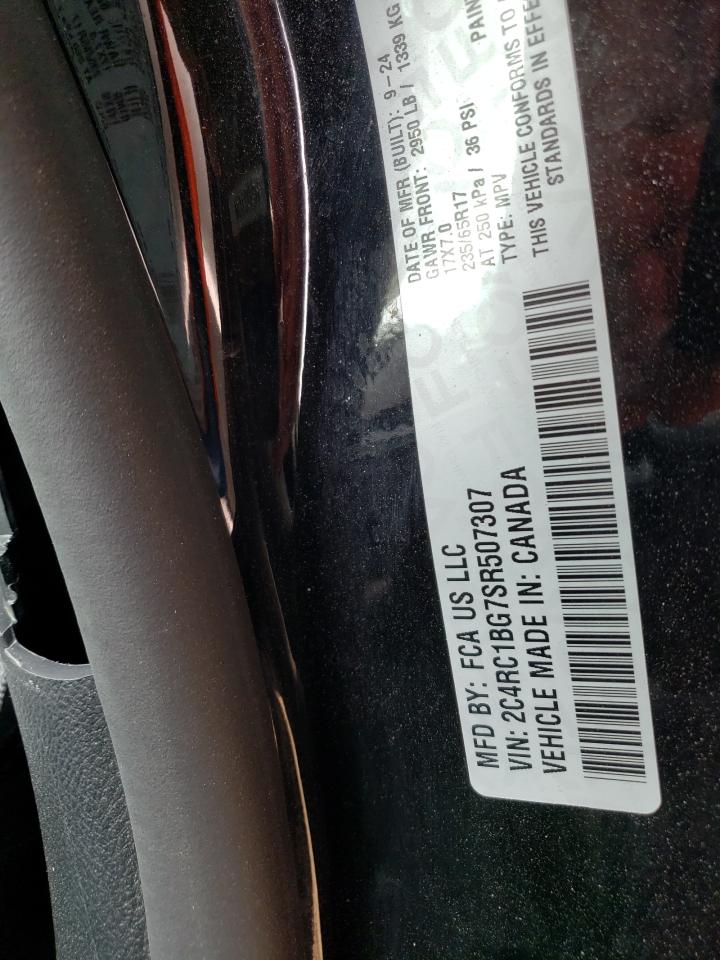 MFD BY: FCA US LLC
VIN: 2C4RC1BG7SR507307
VEHICLE MADE IN: CANADA
DATE OF MFR (BUILT): 9-24
GAWR FRONT: 2950 LB / 1339 KG
17X7.0
235/65R17
AT 250 kPa / 36 PSI
TYPE: MPV PAIN
THIS VEHICLE CONFORMS TO
STANDARDS IN EFFE